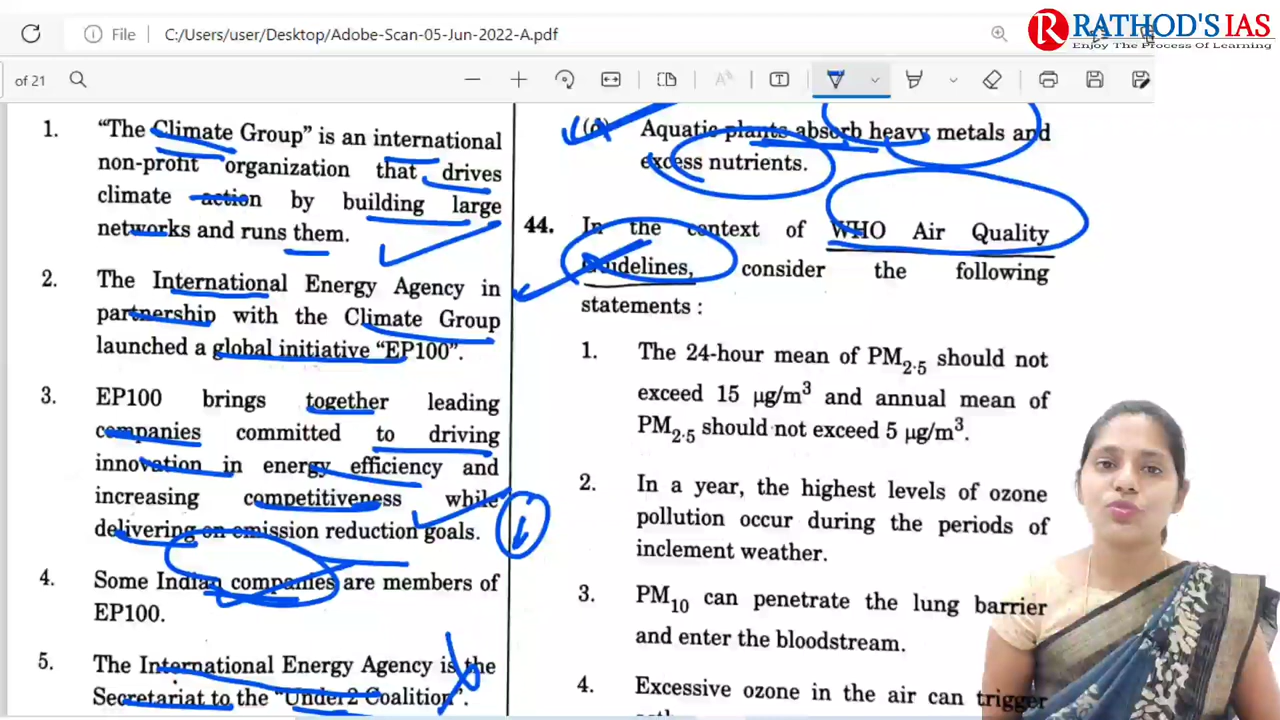 File
C:/Users/user/Desktop/Adobe-Scan-05-Jun-2022-A.pdf
RATHOD'S IAS
Enjoy The Process Of Learning
of 21
1. "The Climate Group" is an international
non-profit organization that drives
climate action by building large
networks and runs them.
2. The International Energy Agency in
partnership with the Climate Group
launched a global initiative "EP100".
3. EP100 brings together leading
companies committed to driving
innovation in energy efficiency and
increasing competitiveness while
delivering on emission reduction goals.
4. Some Indian companies are members of
EP100.
5. The International Energy Agency is the
Secretariat to the "Under2 Coalition".
(d) Aquatic plants absorb heavy metals and
excess nutrients.
44. In the context of WHO Air Quality
Guidelines, consider the following
statements :
1. The 24-hour mean of PM2.5 should not
exceed 15 µg/m³ and annual mean of
PM2.5 should not exceed 5 µg/m³.
2. In a year, the highest levels of ozone
pollution occur during the periods of
inclement weather.
3. PM10 can penetrate the lung barrier
and enter the bloodstream.
4. Excessive ozone in the air can trigger